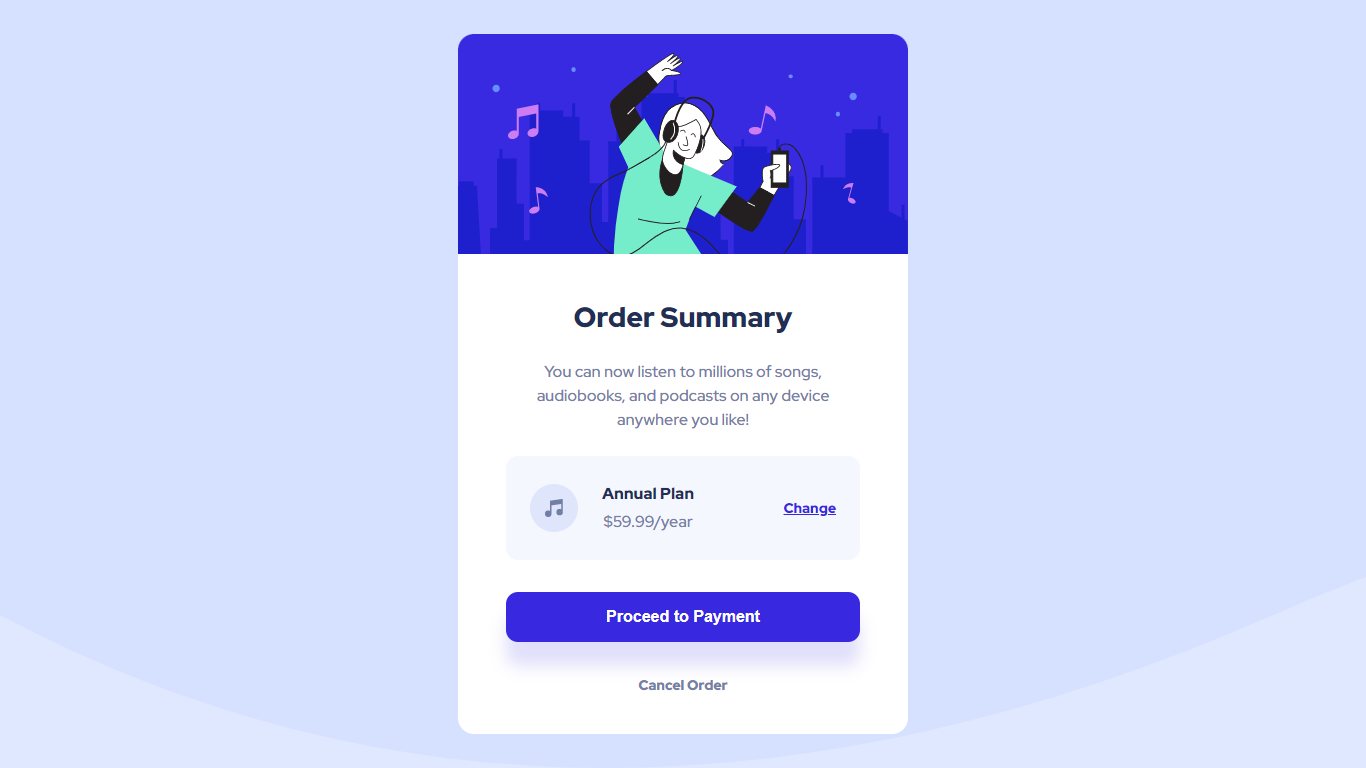 Order Summary
You can now listen to millions of songs,
audiobooks, and podcasts on any device
anywhere you like!
Annual Plan
$59.99/year
Change
Proceed to Payment
Cancel Order